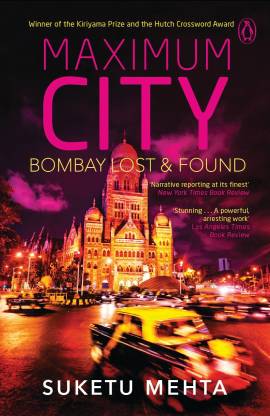 Winner of the Kiriyama Prize and the Hutch Crossword Award
MAXIMUM
CITY
BOMBAY LOST & FOUND
'Narrative reporting at its finest'
New York Times Book Review
'Stunning . . . A powerful,
arresting work'
Los Angeles Times
Book Review
SUKETU MEHTA